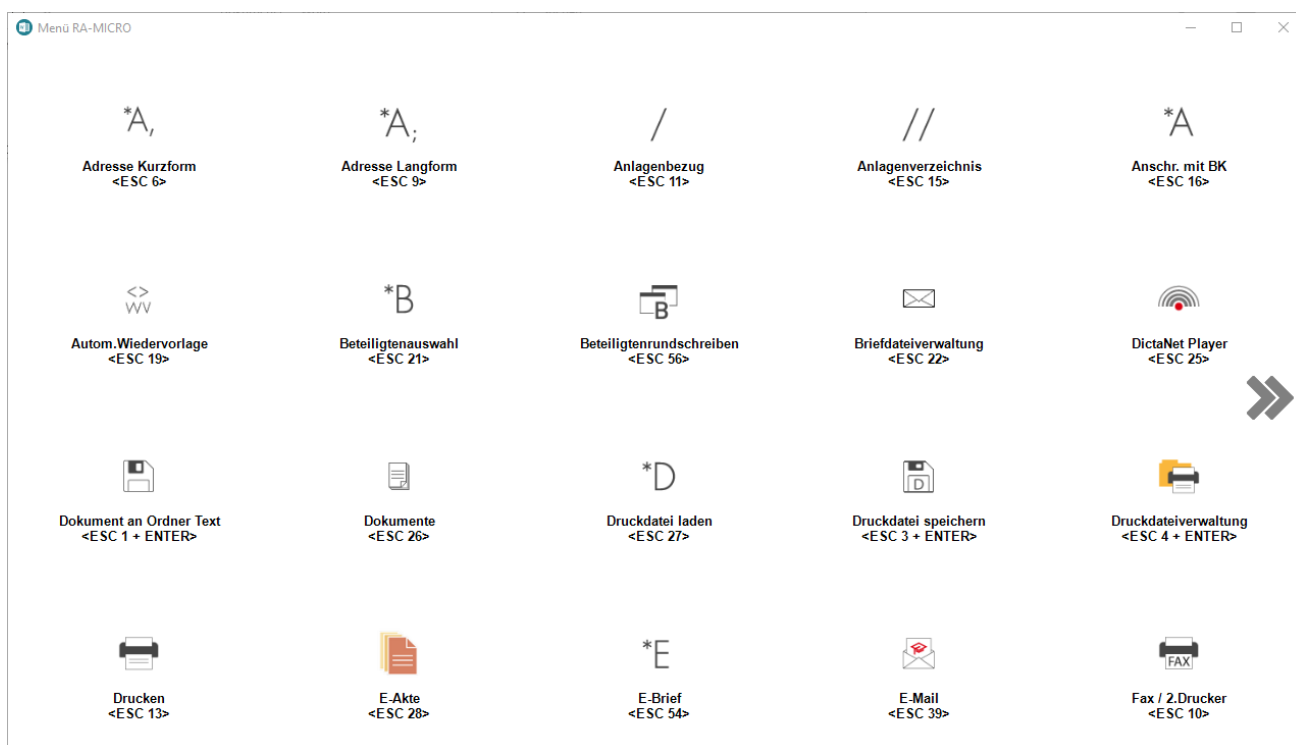 Menü RA-MICRO
*A,
*A;
/
//
*A
Adresse Kurzform
<ESC 6>
Adresse Langform
<ESC 9>
Anlagenbezug
<ESC 11>
Anlagenverzeichnis
<ESC 15>
Anschr. mit BK
<ESC 16>
<>
WV
*B
B
Autom.Wiedervorlage
<ESC 19>
Beteiligtenauswahl
<ESC 21>
Beteiligtenrundschreiben
<ESC 56>
Briefdateiverwaltung
<ESC 22>
DictaNet Player
<ESC 25>
*D
D
Dokument an Ordner Text
<ESC 1 + ENTER>
Dokumente
<ESC 26>
Druckdatei laden
<ESC 27>
Druckdatei speichern
<ESC 3 + ENTER>
Druckdateiverwaltung
<ESC 4 + ENTER>
*E
FAX
Drucken
<ESC 13>
E-Akte
<ESC 28>
E-Brief
<ESC 54>
E-Mail
<ESC 39>
Fax / 2.Drucker
<ESC 10>